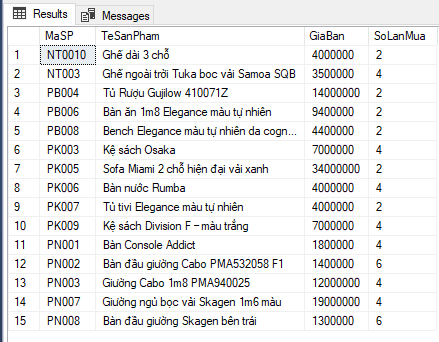 Results Messages
MaSP TeSanPham GiaBan SoLanMua
1 NT0010 Ghế dài 3 chỗ 4000000 2
2 NT003 Ghế ngoài trời Tuka boc vải Samoa SQB 3500000 4
3 PB004 Tủ Rượu Gujilow 410071Z 14000000 2
4 PB006 Bàn ăn 1m8 Elegance màu tự nhiên 9400000 2
5 PB008 Bench Elegance màu tự nhiên da cogn... 4400000 2
6 PK003 Kệ sách Osaka 7000000 4
7 PK005 Sofa Miami 2 chỗ hiện đại vải xanh 34000000 2
8 PK006 Bàn nước Rumba 4000000 4
9 PK007 Tủ tivi Elegance màu tự nhiên 4000000 2
10 PK009 Kệ sách Division F – màu trắng 7000000 4
11 PN001 Bàn Console Addict 1800000 4
12 PN002 Bàn đầu giường Cabo PMA532058 F1 1400000 6
13 PN003 Giường Cabo 1m8 PMA940025 12000000 4
14 PN007 Giường ngủ bọc vải Skagen 1m6 màu 19000000 4
15 PN008 Bàn đầu giường Skagen bên trái 1300000 6